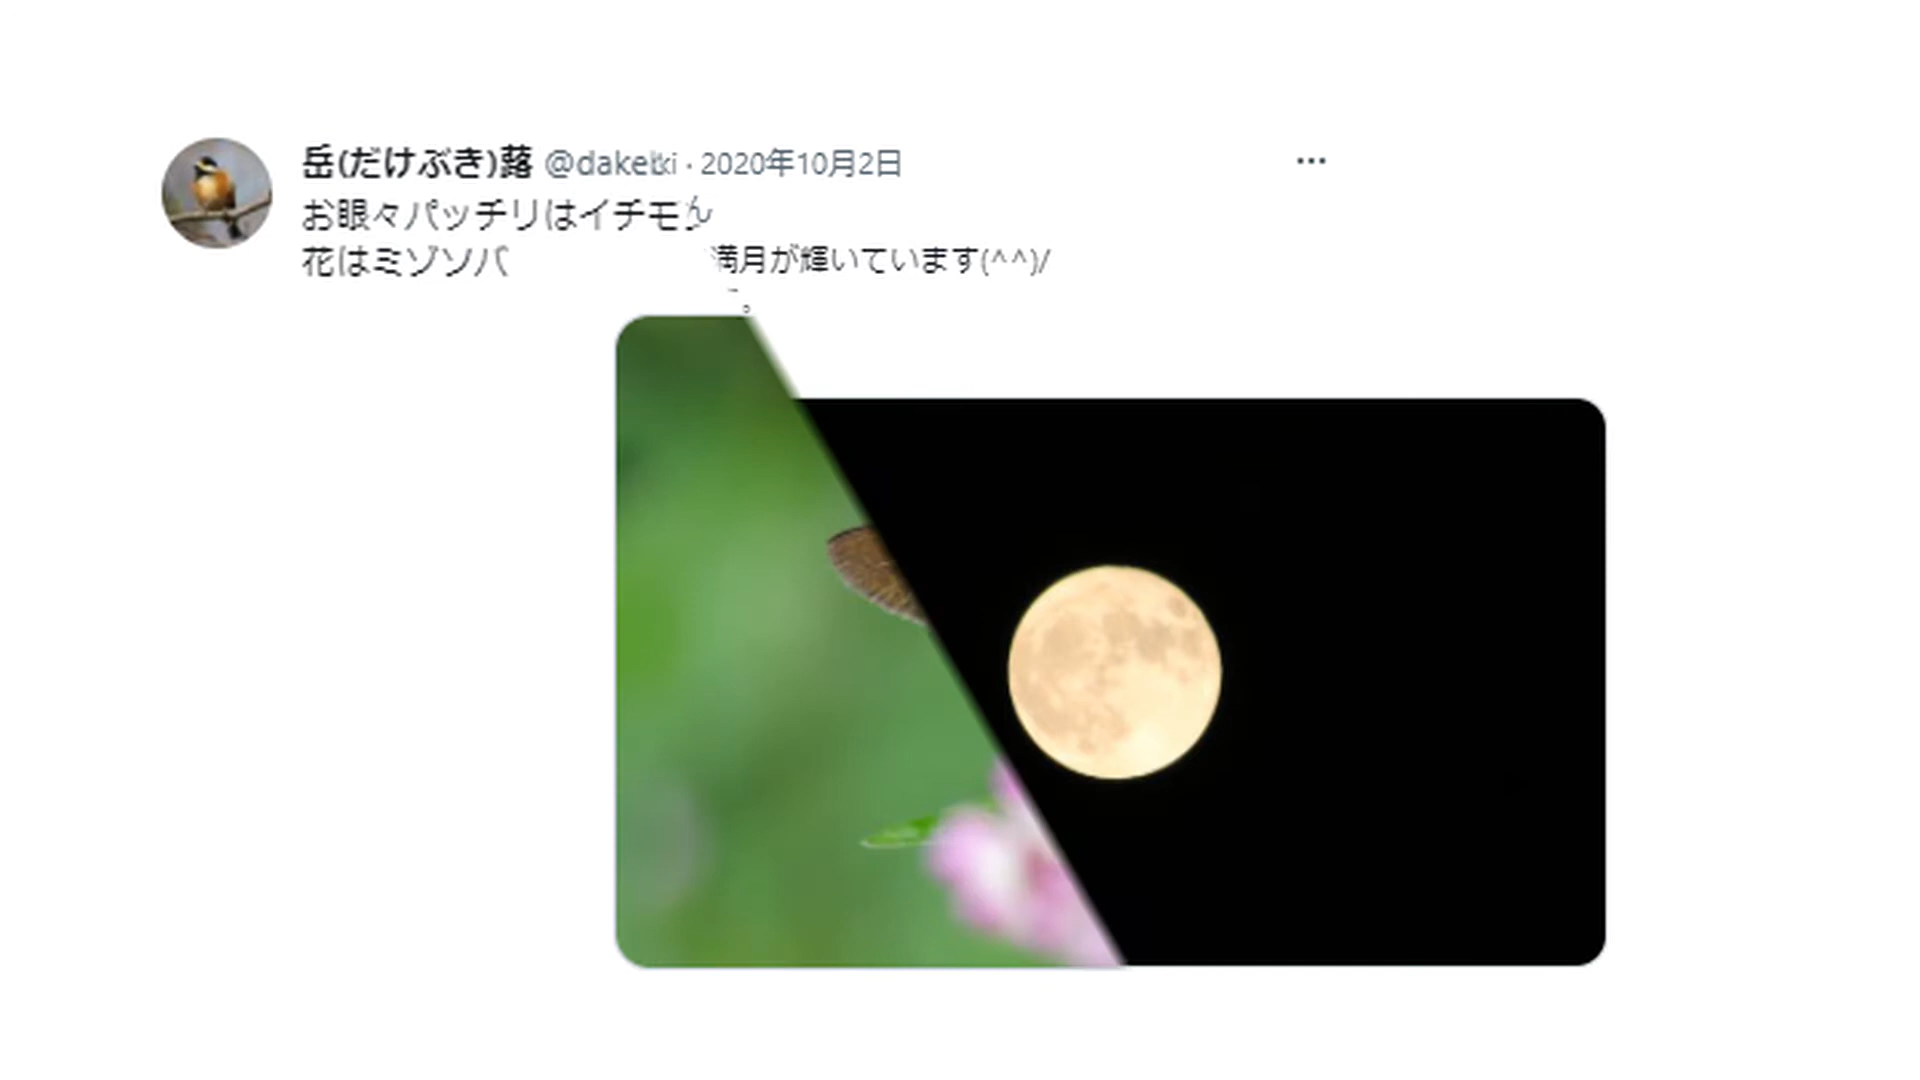 岳(だけぶき)蕗 · 2020年10月2日
お眼々パッチリはイチモ
花はミゾソバ
満月が輝いています(^^)/